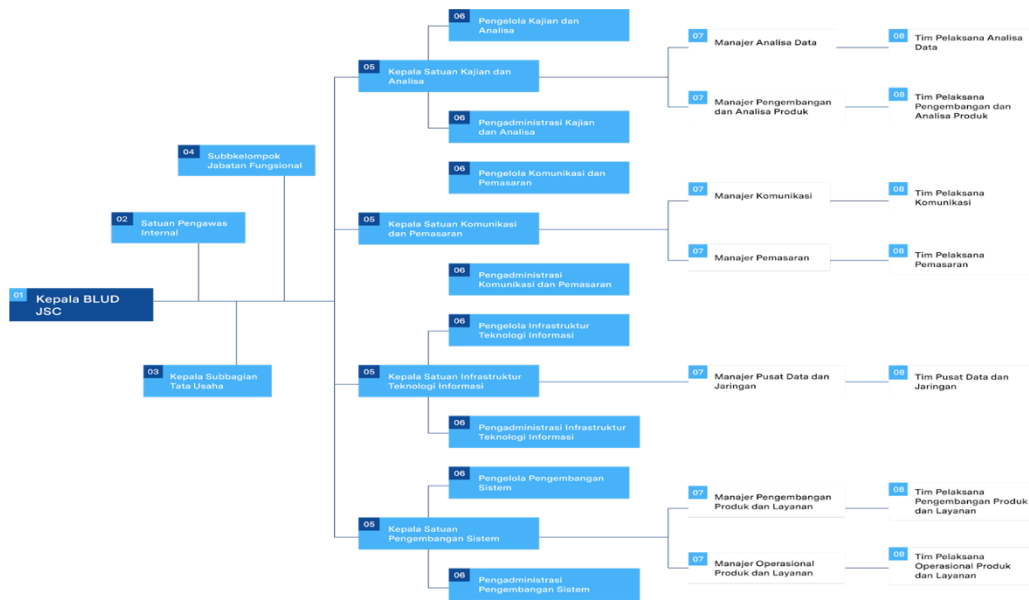 01
Kepala BLUD
JSC
02
Satuan Pengawas
Internal
03
Kepala Subbagian
Tata Usaha
04
Subbkelompok
Jabatan Fungsional
05
Kepala Satuan Kajian dan
Analisa
06
Pengelola Kajian dan
Analisa
06
Pengadministrasi Kajian
dan Analisa
07
Manajer Analisa Data
08
Tim Pelaksana Analisa
Data
07
Manajer Pengembangan
dan Analisa Produk
08
Tim Pelaksana
Pengembangan dan
Analisa Produk
05
Kepala Satuan Komunikasi
dan Pemasaran
06
Pengelola Komunikasi dan
Pemasaran
06
Pengadministrasi
Komunikasi dan Pemasaran
07
Manajer Komunikasi
08
Tim Pelaksana
Komunikasi
07
Manajer Pemasaran
08
Tim Pelaksana
Pemasaran
05
Kepala Satuan Infrastruktur
Teknologi Informasi
06
Pengelola Infrastruktur
Teknologi Informasi
06
Pengadministrasi Infrastruktur
Teknologi Informasi
07
Manajer Pusat Data dan
Jaringan
08
Tim Pusat Data dan
Jaringan
05
Kepala Satuan
Pengembangan Sistem
06
Pengelola Pengembangan
Sistem
06
Pengadministrasi
Pengembangan Sistem
07
Manajer Pengembangan
Produk dan Layanan
08
Tim Pelaksana
Pengembangan Produk
dan Layanan
07
Manajer Operasional
Produk dan Layanan
08
Tim Pelaksana
Operasional Produk
dan Layanan